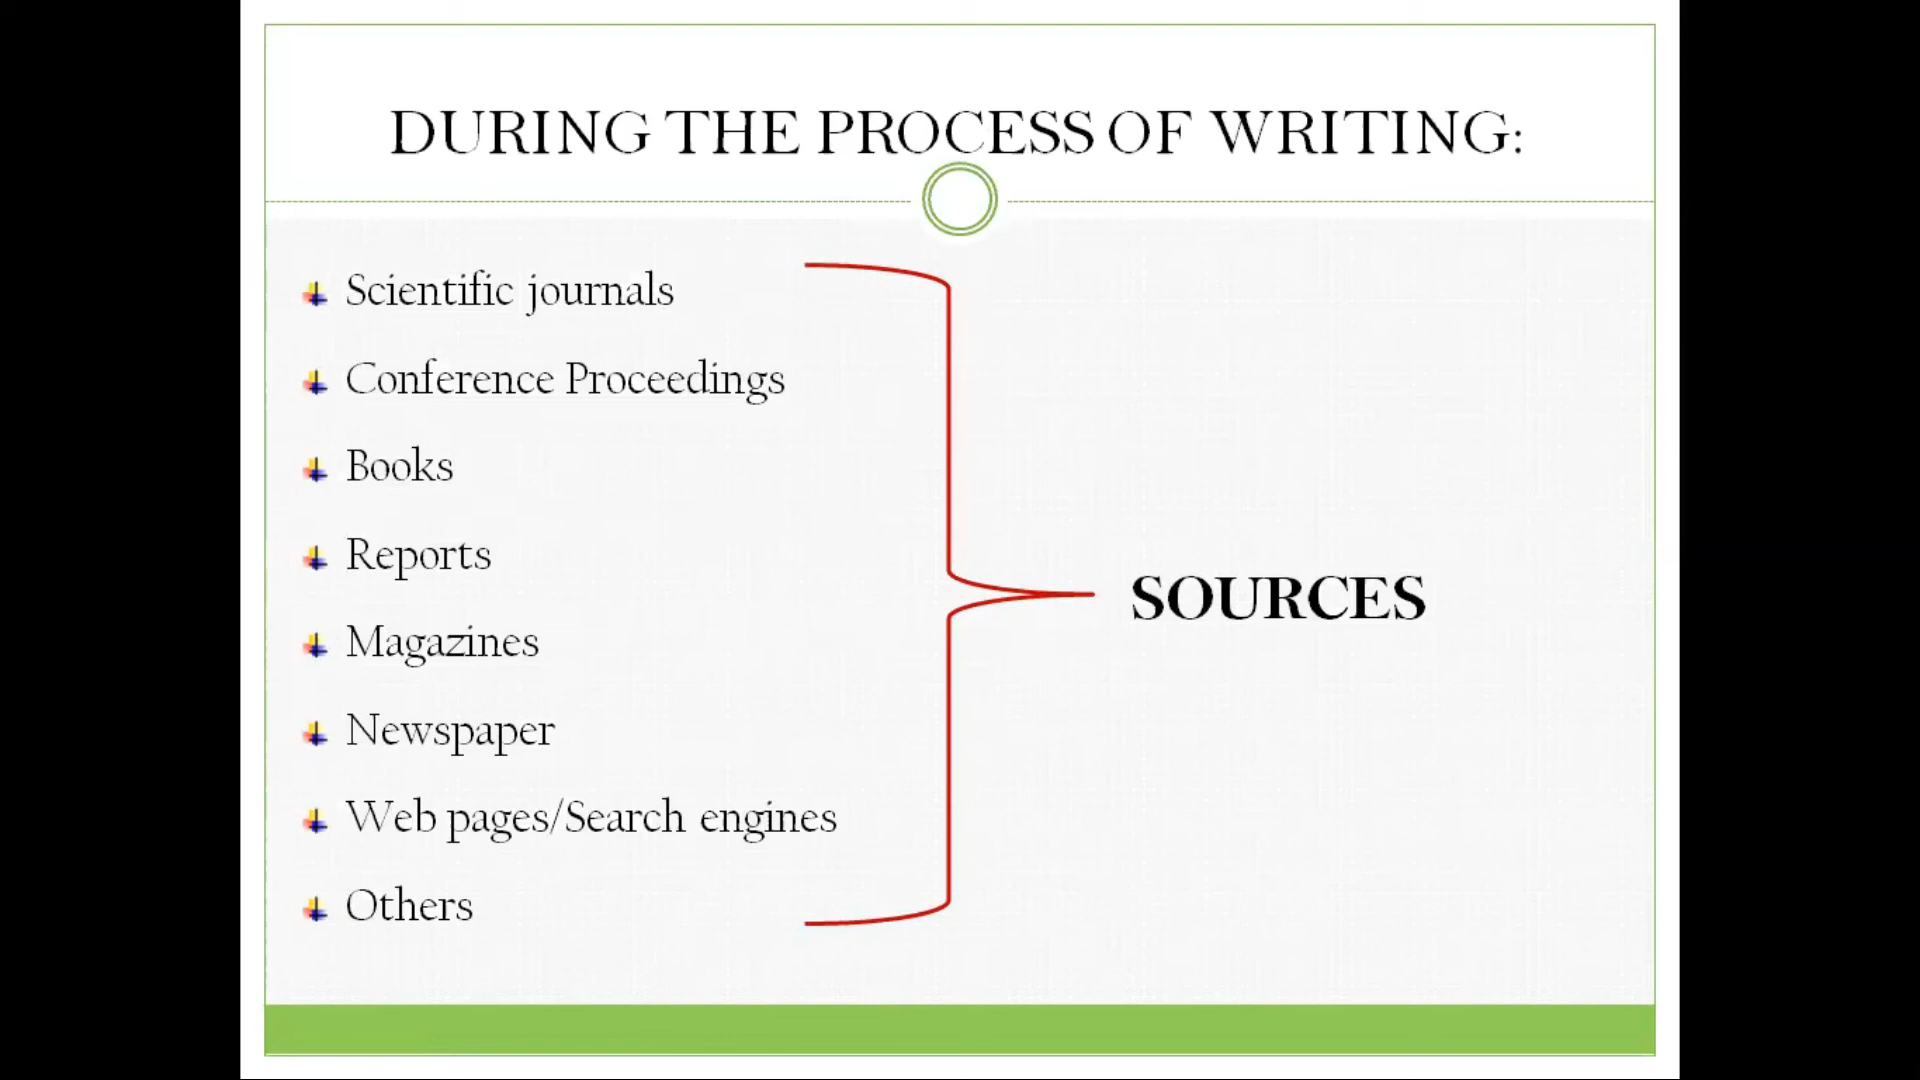 DURING THE PROCESS OF WRITING:
Scientific journals
Conference Proceedings
Books
Reports
Magazines
Newspaper
Web pages/Search engines
Others
SOURCES